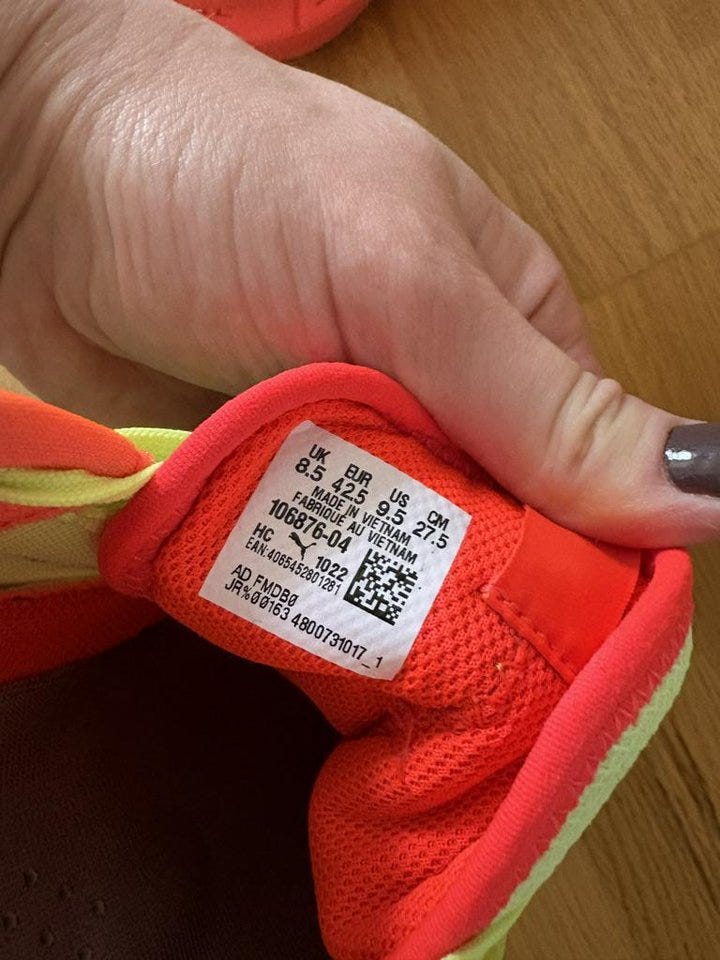 UK EUR US CM
8.5 42.5 9.5 27.5
MADE IN VIETNAM
FABRIQUE AU VIETNAM
106876-04
HC 1022
EAN:4065452801281
AD FMDB0
JR%00163 4800731017_1